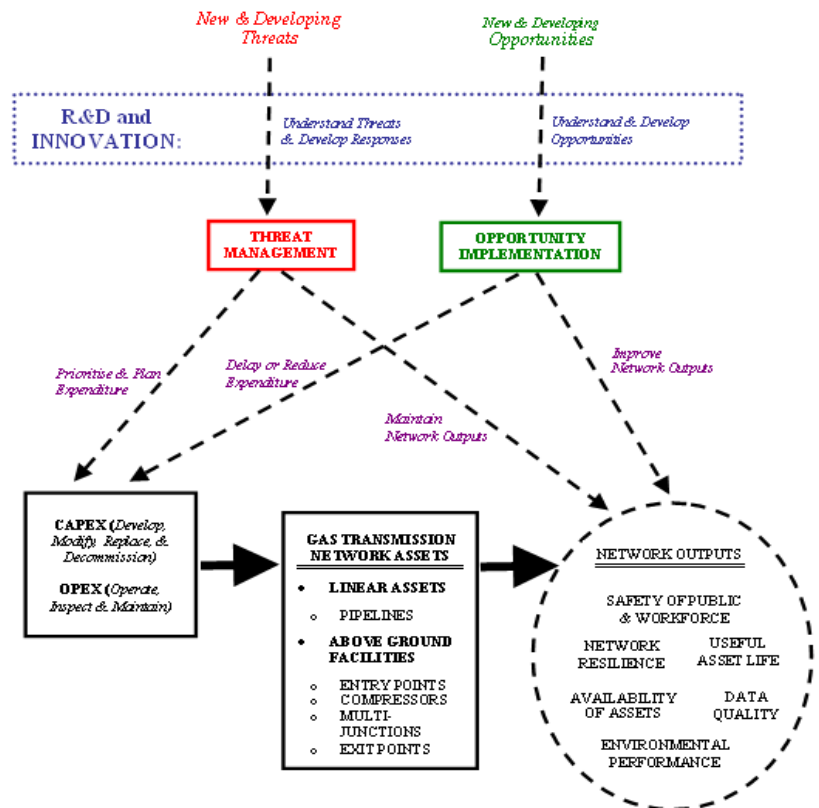 New & Developing
Threats
New & Developing
Opportunities
R&D and
INNOVATION:
Understand Threats
& Develop Responses
Understand & Develop
Opportunities
THREAT
MANAGEMENT
OPPORTUNITY
IMPLEMENTATION
Prioritise & Plan
Expenditure
Delay or Reduce
Expenditure
Maintain
Network Outputs
Improve
Network Outputs
CAPEX (Develop,
Modify, Replace, &
Decommission)
OPEX (Operate,
Inspect & Maintain)
GAS TRANSMISSION
NETWORK ASSETS
• LINEAR ASSETS
o PIPELINES
• ABOVE GROUND
FACILITIES
o ENTRY POINTS
o COMPRESSORS
o MULTI-
JUNCTIONS
o EXIT POINTS
NETWORK OUTPUTS
SAFETY OF PUBLIC
& WORKFORCE
NETWORK
RESILIENCE
USEFUL
ASSET LIFE
AVAILABILITY
OF ASSETS
DATA
QUALITY
ENVIRONMENTAL
PERFORMANCE